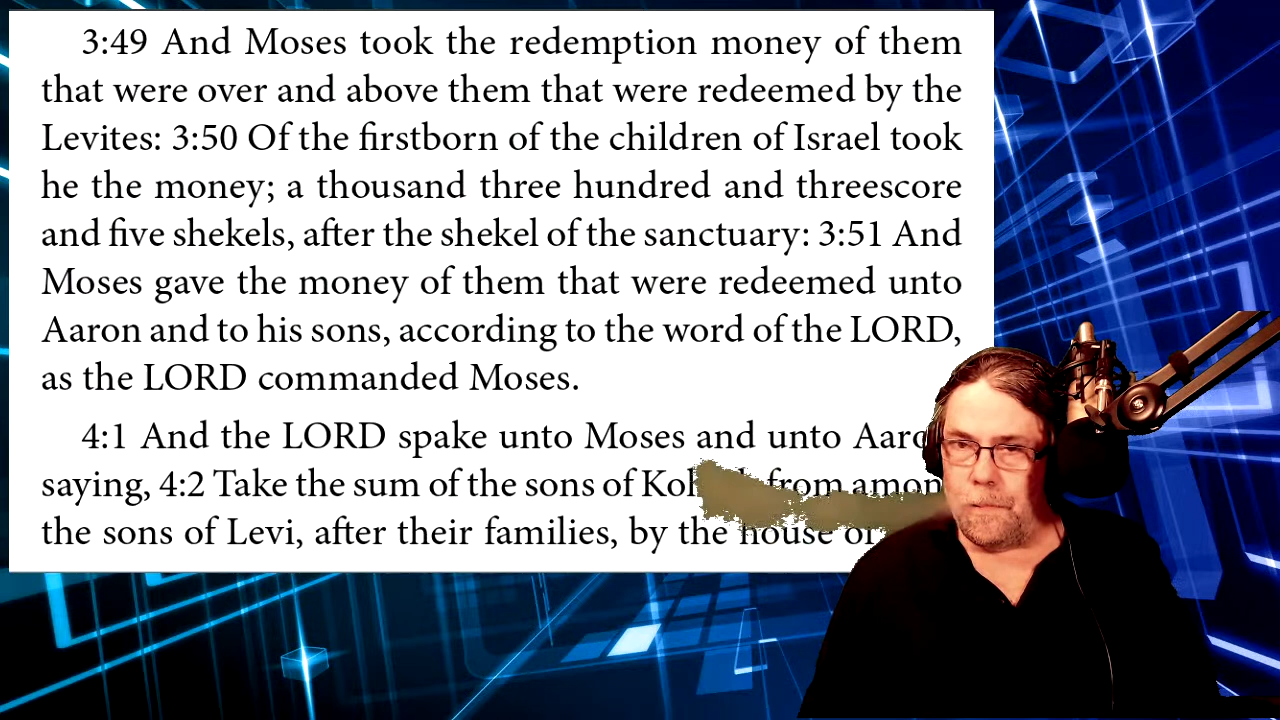 3:49 And Moses took the redemption money of them
that were over and above them that were redeemed by the
Levites: 3:50 Of the firstborn of the children of Israel took
he the money; a thousand three hundred and threescore
and five shekels, after the shekel of the sanctuary: 3:51 And
Moses gave the money of them that were redeemed unto
Aaron and to his sons, according to the word of the LORD,
as the LORD commanded Moses.
4:1 And the LORD spake unto Moses and unto
saying, 4:2 Take the sum of the sons of from
the sons of Levi, after their families, by the house